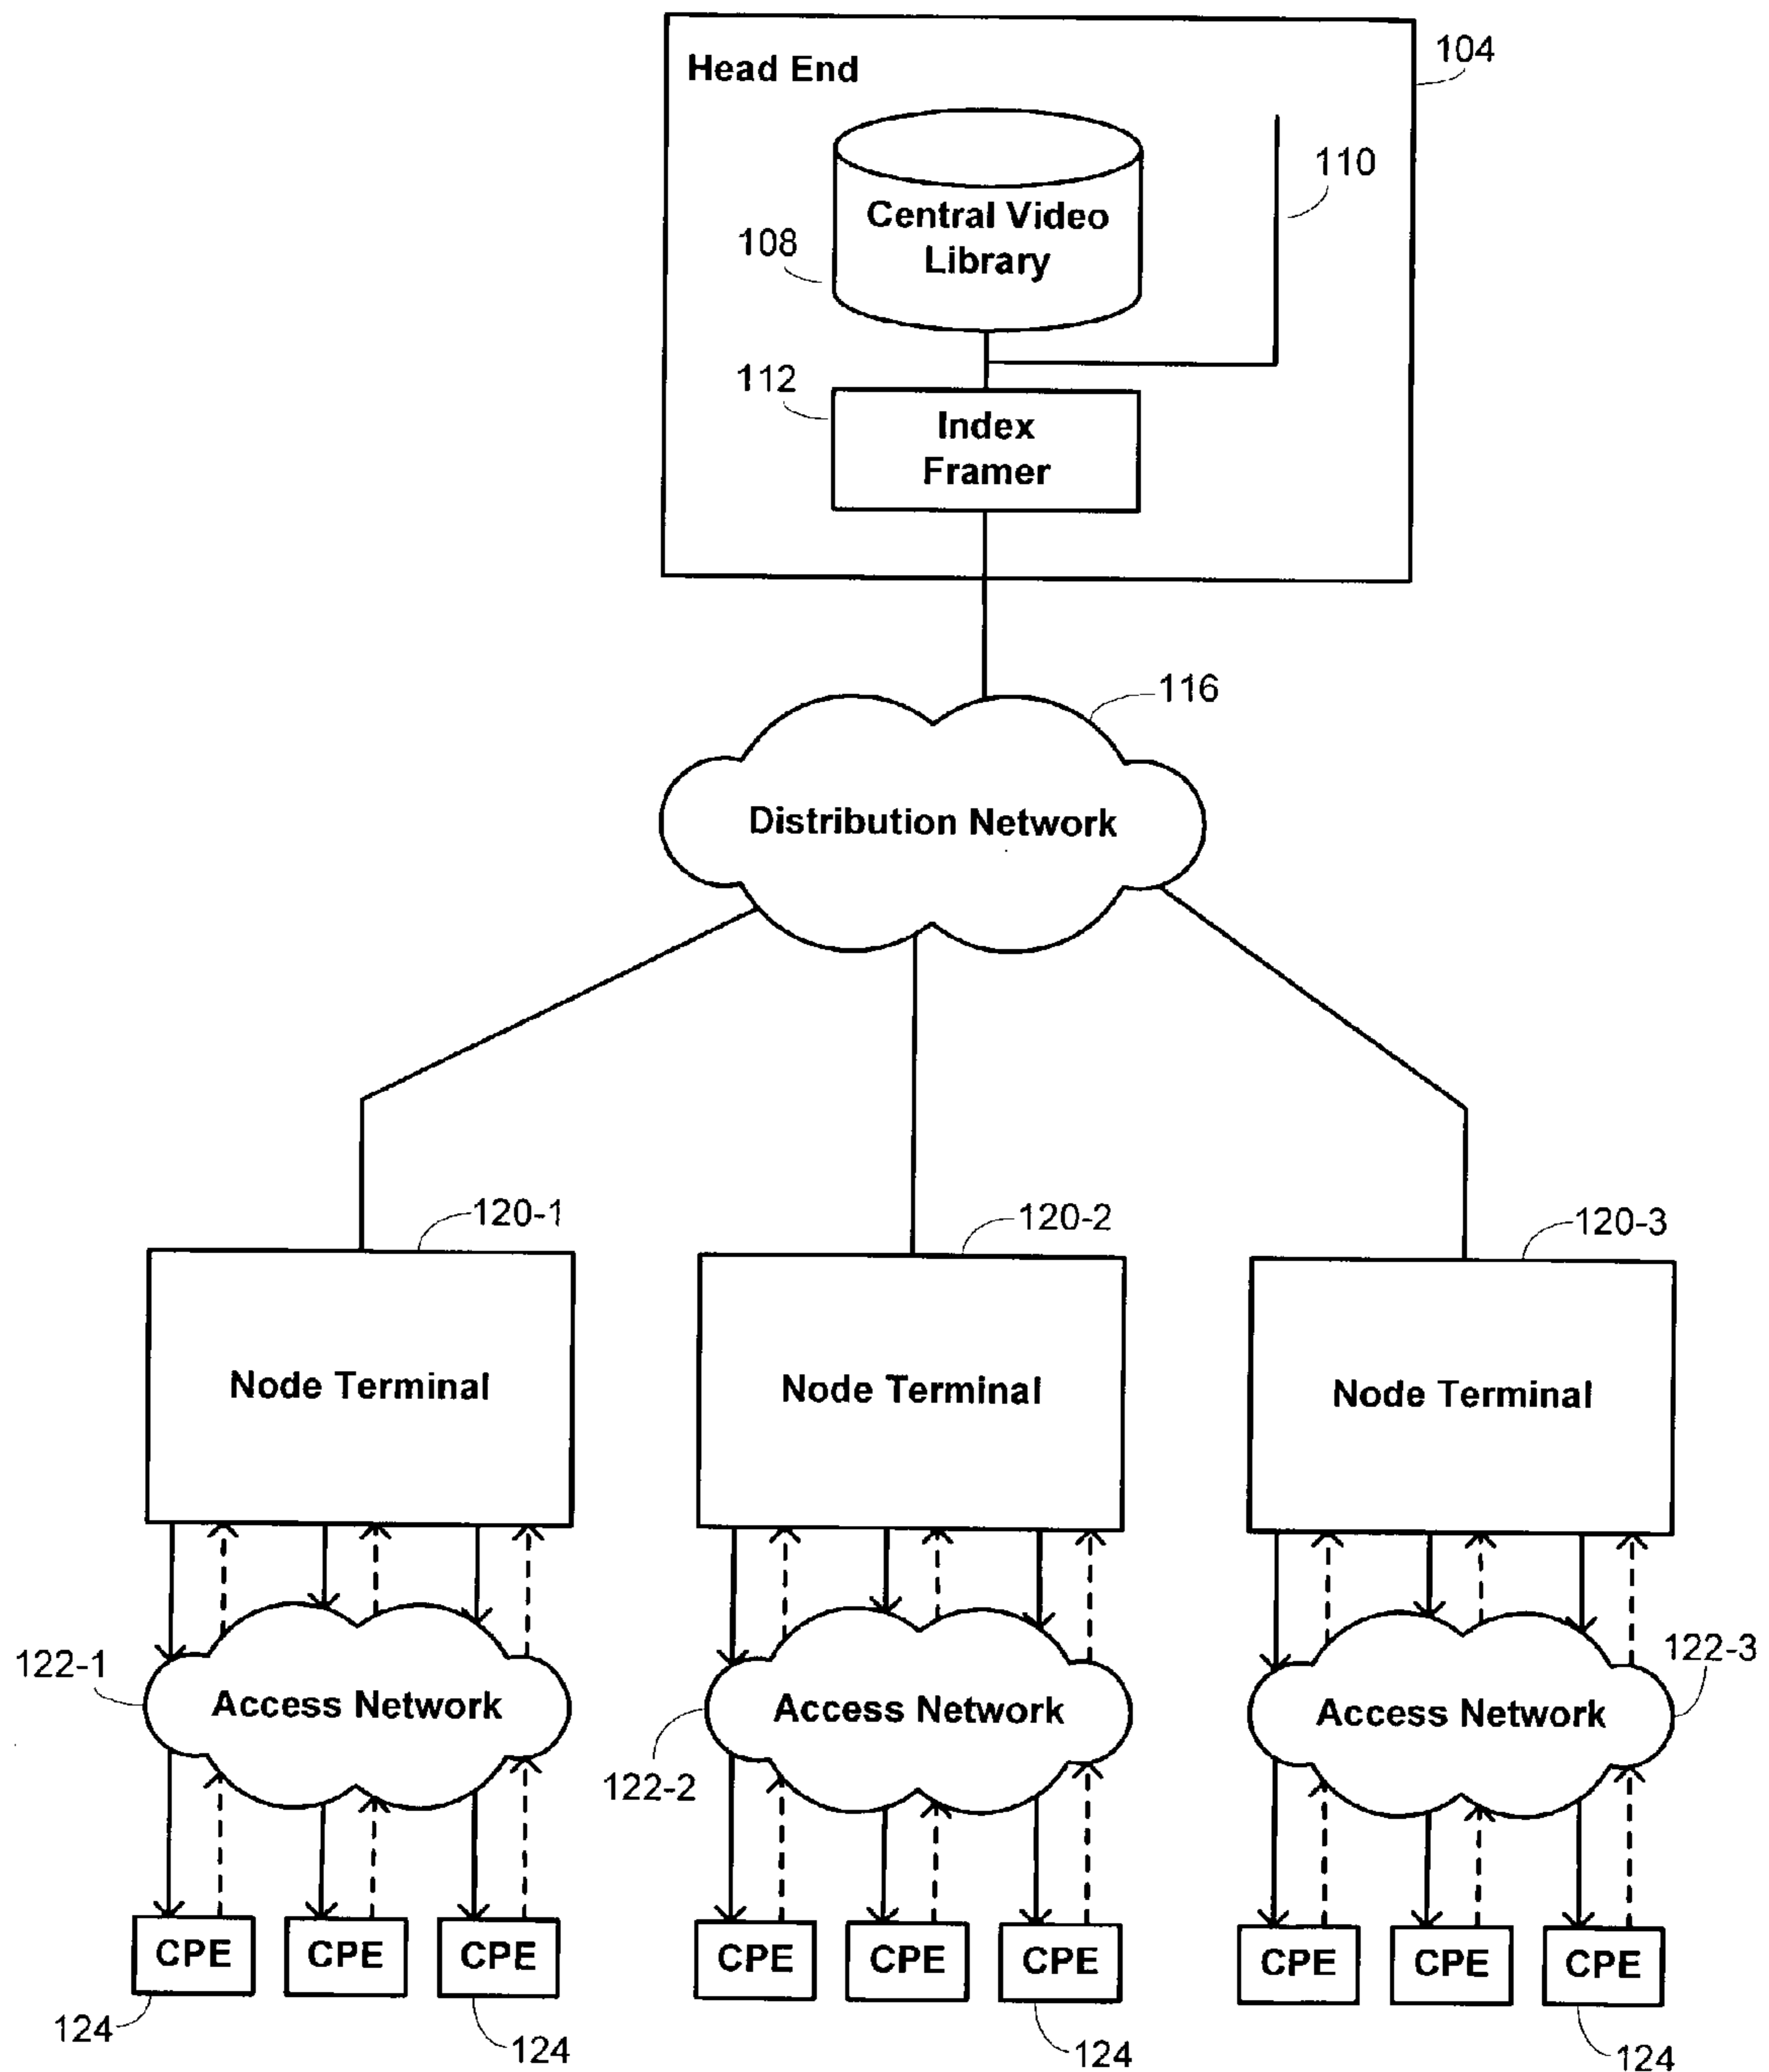 104
Head End
110
Central Video
Library
108
112
Index
Framer
116
Distribution Network
120-1
120-2
120-3
Node Terminal
Node Terminal
Node Terminal
122-1
Access Network
122-2
Access Network
122-3
Access Network
CPE
CPE
CPE
CPE
CPE
CPE
CPE
CPE
CPE
124
124
124
124